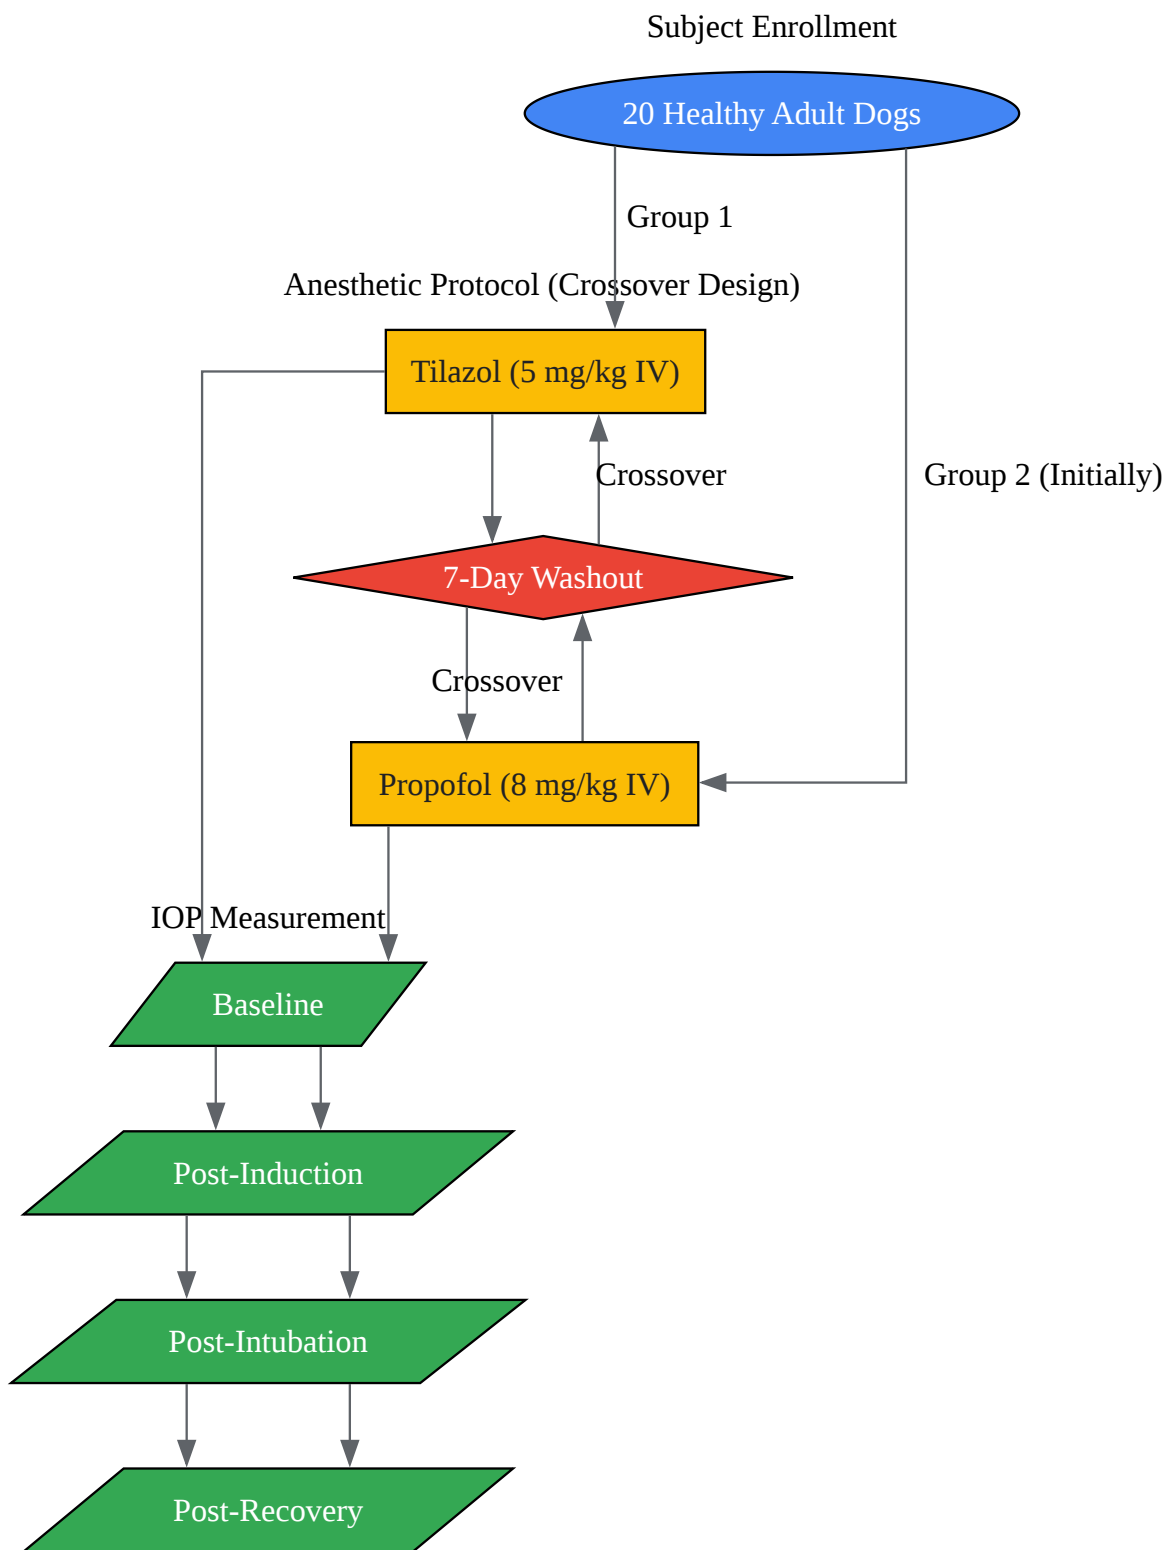 Subject Enrollment
20 Healthy Adult Dogs
Group 1
Anesthetic Protocol (Crossover Design)
Tilazol (5 mg/kg IV)
Crossover
Group 2 (Initially)
7-Day Washout
Crossover
Propofol (8 mg/kg IV)
IOP Measurement
Baseline
Post-Induction
Post-Intubation
Post-Recovery